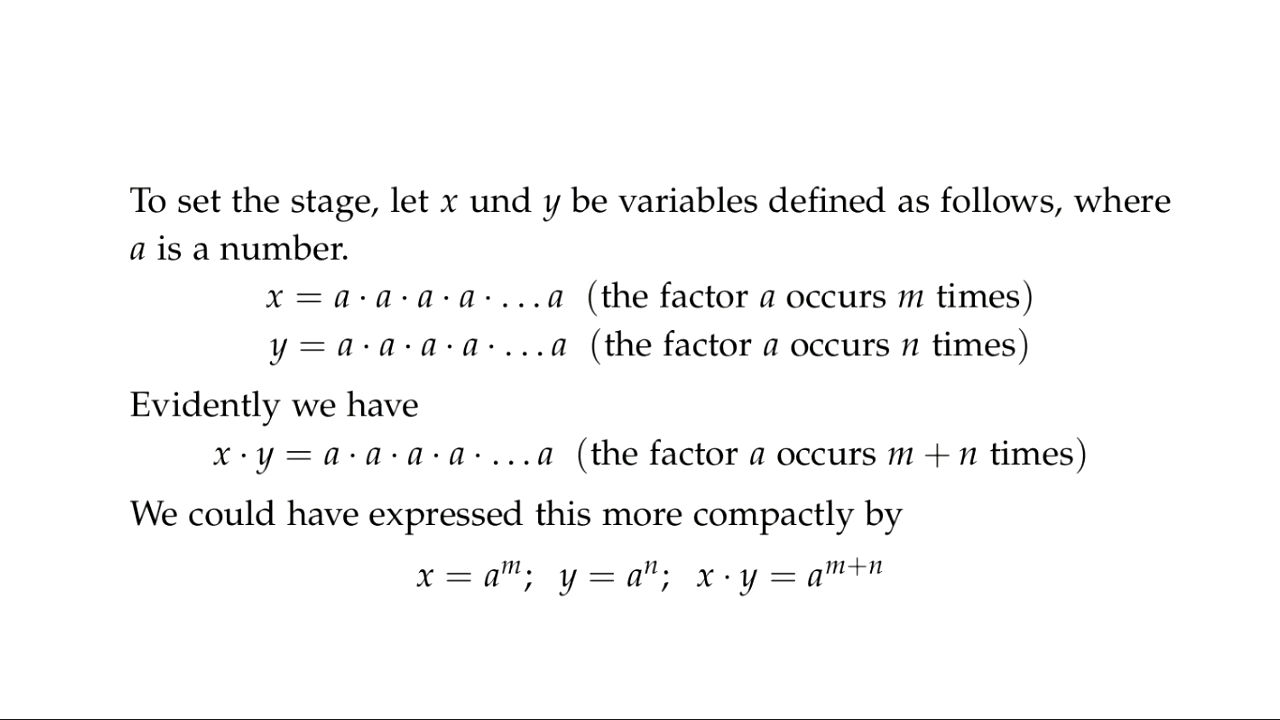 To set the stage, let x und y be variables defined as follows, where
a is a number.
x = a · a · a · a · . . . a (the factor a occurs m times)
y = a · a · a · a · . . . a (the factor a occurs n times)
Evidently we have
x · y = a · a · a · a · . . . a (the factor a occurs m + n times)
We could have expressed this more compactly by
x = a^m; y = a^n; x · y = a^{m+n}